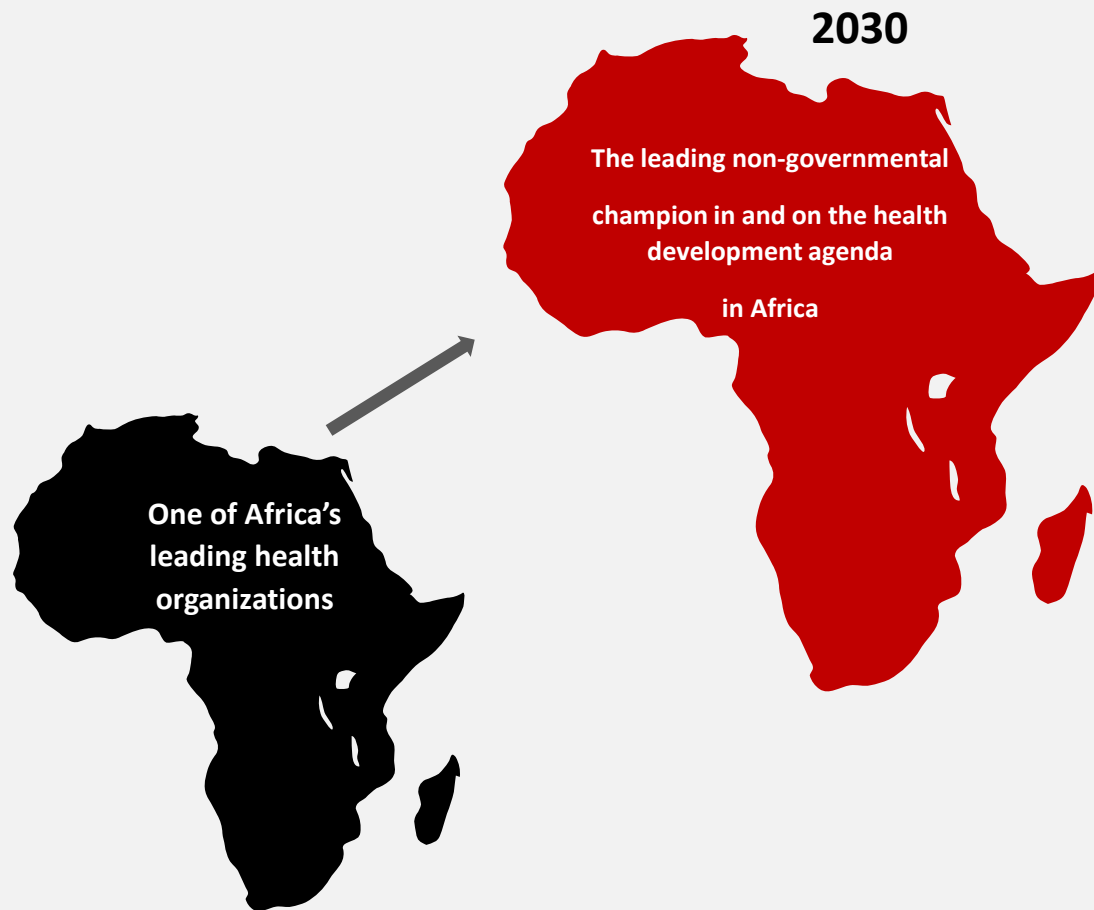 2030
The leading non-governmental
champion in and on the health
development agenda
in Africa
One of Africa’s
leading health
organizations